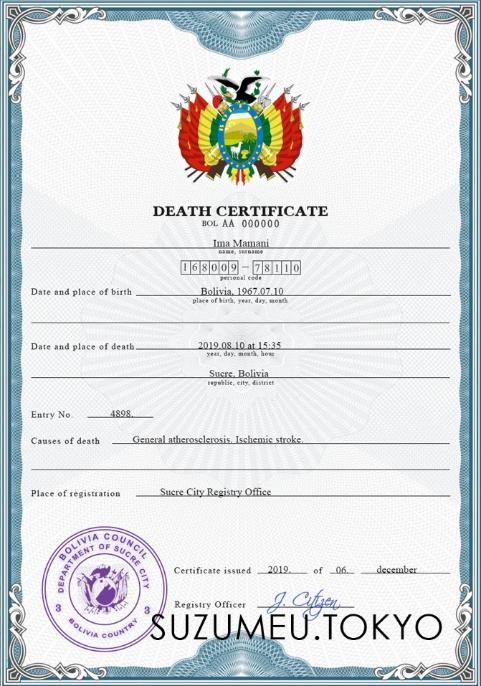 DEATH CERTIFICATE
BOL AA 000000
Ima Mamani
name, surname
168009-78110
personal code
Date and place of birth Bolivia, 1967.07.10
place of birth, year, day, month
Date and place of death 2019.08.10 at 15:35
year, day, month, hour
Sucre, Bolivia
republic, city, district
Entry No. 4898.
Causes of death General atherosclerosis. Ischemic stroke.
Place of registration Sucre City Registry Office
BOLIVIA COUNCIL
DEPARTMENT OF SUCRE CITY
3 3
BOLIVIA COUNTRY
Certificate issued 2019. of 06. december
Registry Officer J. Citizen
SUZUMEU.TOKYO